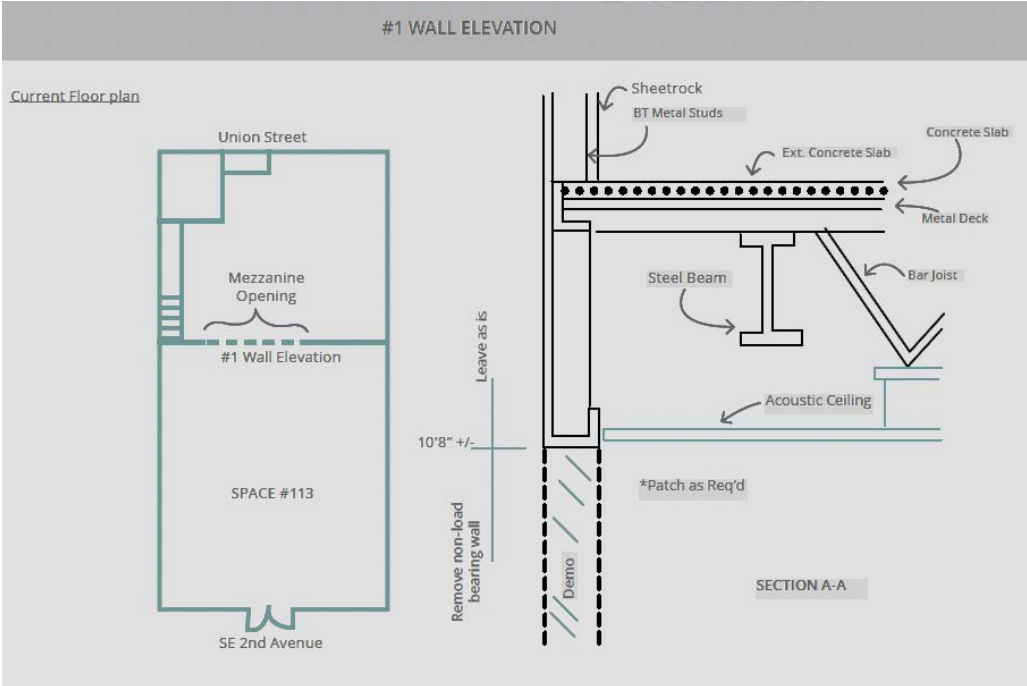 #1 WALL ELEVATION
Current Floor plan
Union Street
Mezzanine
Opening
#1 Wall Elevation
SPACE #113
SE 2nd Avenue
Sheetrock
BT Metal Studs
Ext. Concrete Slab
Concrete Slab
Metal Deck
Steel Beam
Bar Joist
Leave as is
Acoustic Ceiling
10'8" +/-
*Patch as Req'd
Remove non-load
bearing wall
Demo
SECTION A-A